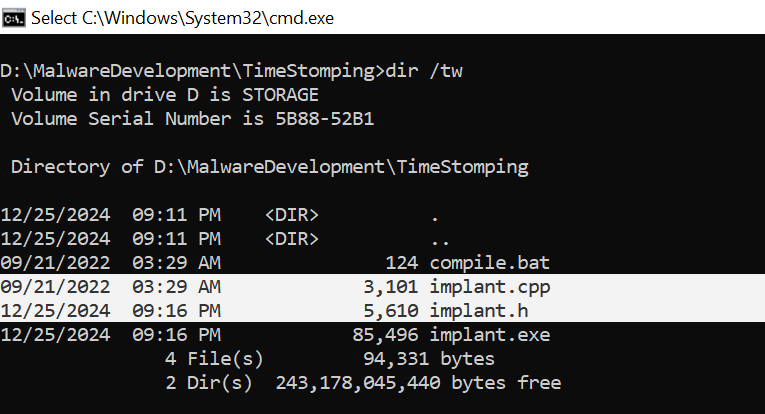 Select C:\Windows\System32\cmd.exe
D:\MalwareDevelopment\TimeStomping>dir /tw
Volume in drive D is STORAGE
Volume Serial Number is 5B88-52B1
Directory of D:\MalwareDevelopment\TimeStomping
12/25/2024  09:11 PM    <DIR>          .
12/25/2024  09:11 PM    <DIR>          ..
09/21/2022  03:29 AM               124 compile.bat
09/21/2022  03:29 AM             3,101 implant.cpp
12/25/2024  09:16 PM             5,610 implant.h
12/25/2024  09:16 PM            85,496 implant.exe
4 File(s)         94,331 bytes
2 Dir(s)  243,178,045,440 bytes free